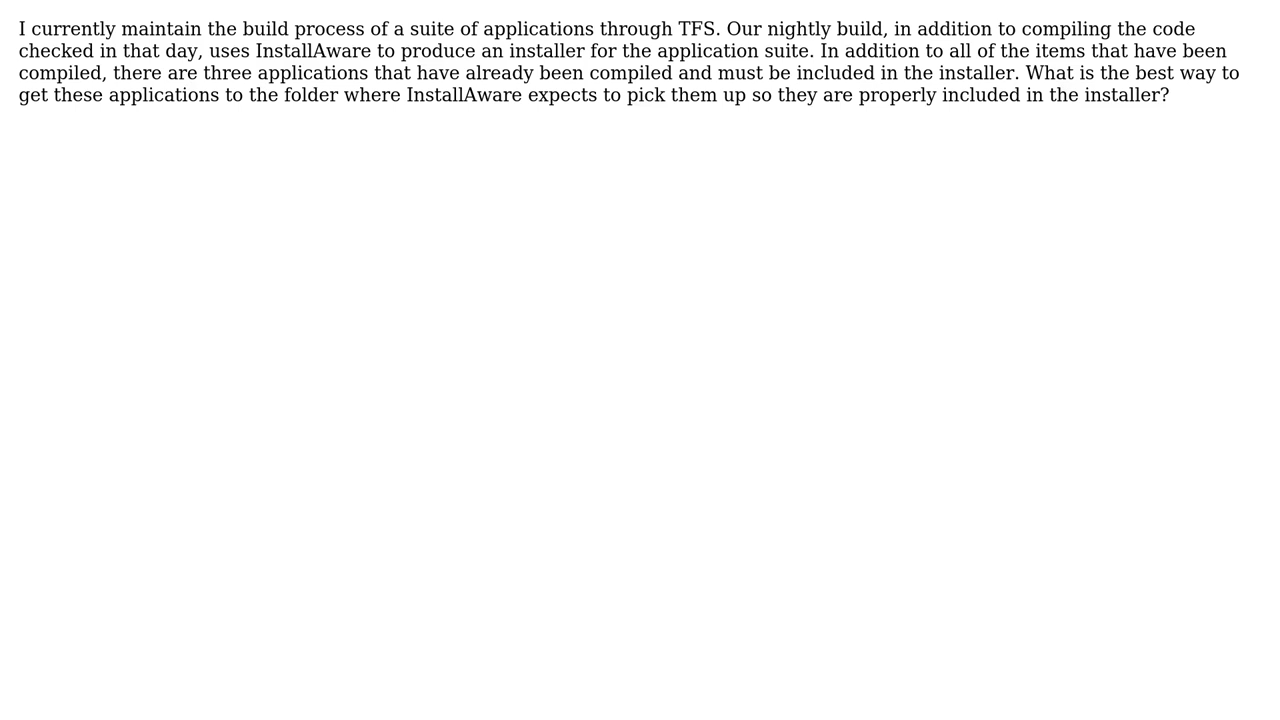 I currently maintain the build process of a suite of applications through TFS. Our nightly build, in addition to compiling the code
checked in that day, uses InstallAware to produce an installer for the application suite. In addition to all of the items that have been
compiled, there are three applications that have already been compiled and must be included in the installer. What is the best way to
get these applications to the folder where InstallAware expects to pick them up so they are properly included in the installer?